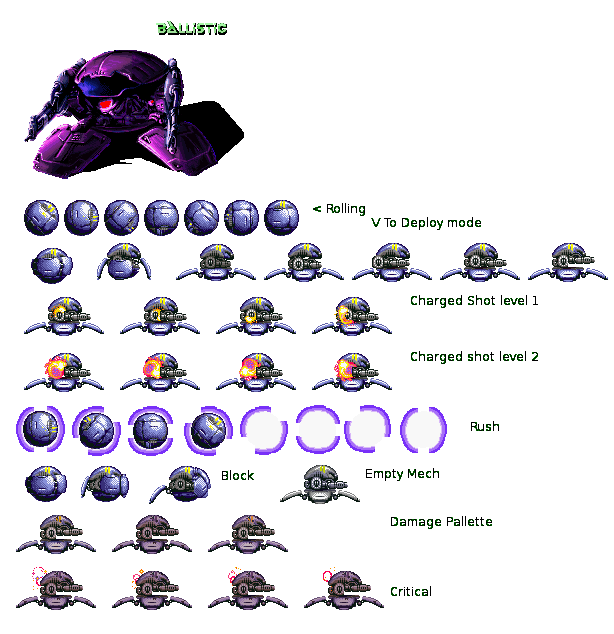 BALLISTIC
< Rolling
V To Deploy mode
Charged Shot level 1
Charged shot level 2
Rush
Block
Empty Mech
Damage Pallette
Critical